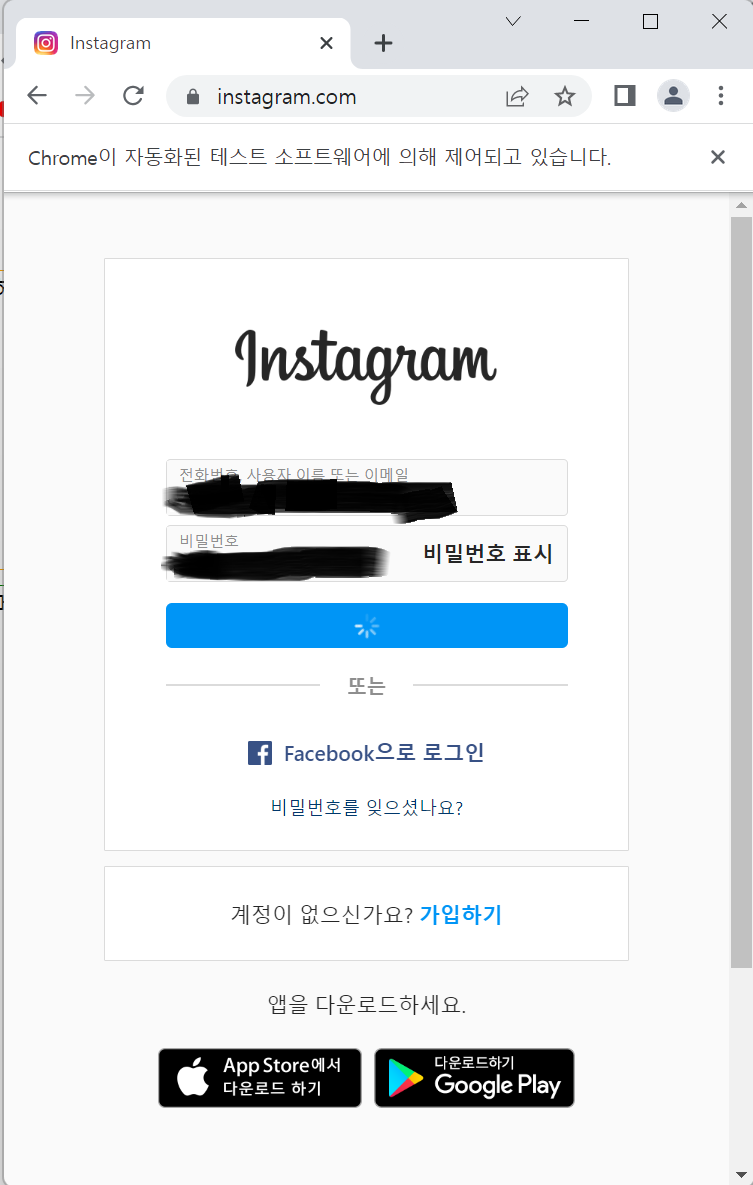 Instagram
instagram.com
Chrome이 자동화된 테스트 소프트웨어에 의해 제어되고 있습니다.
Instagram
전화번호, 사용자 이름 또는 이메일
비밀번호
비밀번호 표시
또는
Facebook으로 로그인
비밀번호를 잊으셨나요?
계정이 없으신가요? 가입하기
앱을 다운로드하세요.
App Store에서
다운로드 하기
다운로드하기
Google Play